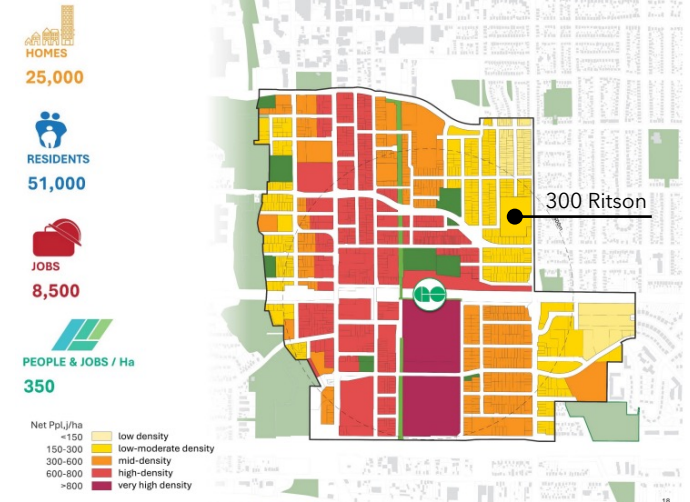 HOMES
25,000
RESIDENTS
51,000
JOBS
8,500
PEOPLE & JOBS / Ha
350
300 Ritson
GO
Net Ppl,j/ha
<150 low density
150-300 low-moderate density
300-600 mid-density
600-800 high-density
>800 very high density
18